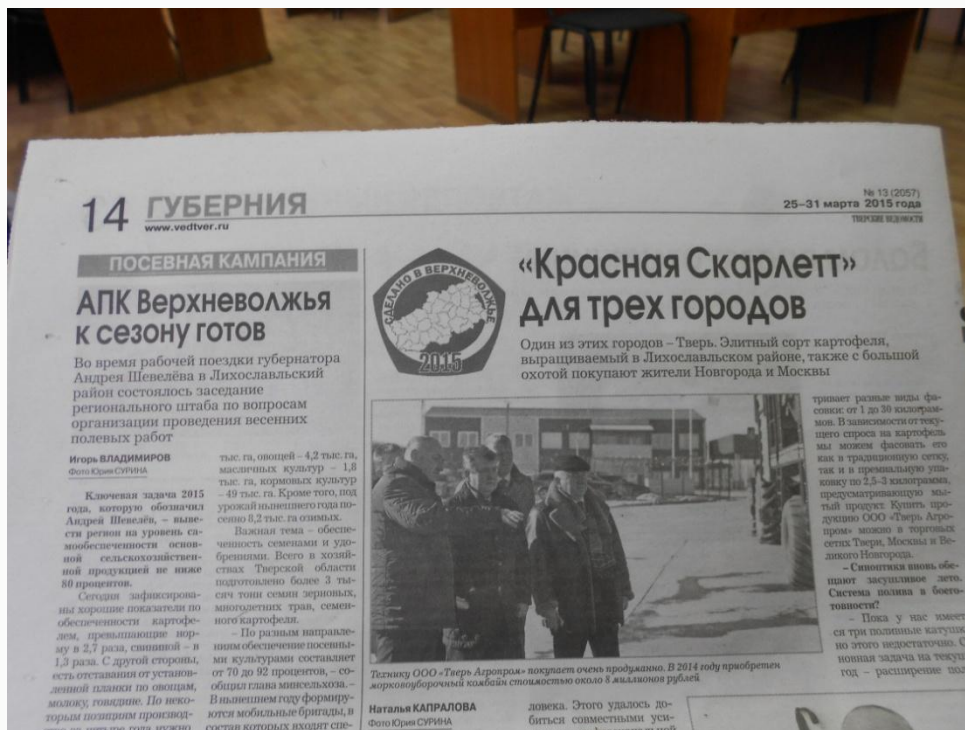 14 ГУБЕРНИЯ
www.vedtver.ru
№ 13 (2057)
25–31 марта 2015 года
ТВЕРСКИЕ ВЕДОМОСТИ
ПОСЕВНАЯ КАМПАНИЯ
АПК Верхневолжья
к сезону готов
Во время рабочей поездки губернатора
Андрея Шевелёва в Лихославльский
район состоялось заседание
регионального штаба по вопросам
организации проведения весенних
полевых работ
Игорь ВЛАДИМИРОВ
Фото Юрия СУРИНА
Ключевая задача 2015
года, которую обозначил
Андрей Шевелёв, – выве-
сти регион на уровень са-
мообеспеченности основ-
ной сельскохозяйствен-
ной продукцией не ниже
80 процентов.
Сегодня зафиксирова-
ны хорошие показатели по
обеспеченности картофе-
лем, превышающие нор-
му в 2,7 раза, свининой – в
1,3 раза. С другой стороны,
есть отставания от установ-
ленной планки по овощам,
молоку, говядине. По неко-
торым позициям производ-
тыс. га, овощей – 4,2 тыс. га,
масличных культур – 1,8
тыс. га, кормовых культур
– 49 тыс. га. Кроме того, под
урожай нынешнего года по-
сеяно 8,2 тыс. га озимых.
Важная тема – обеспе-
ченность семенами и удо-
брениями. Всего в хозяй-
ствах Тверской области
подготовлено более 3 ты-
сяч тонн семян зерновых,
многолетних трав, семен-
ного картофеля.
– По разным направле-
ниям обеспечение посевны-
ми культурами составляет
от 70 до 92 процентов, – со-
общил глава минсельхоза. –
В нынешнем году формиру-
ются мобильные бригады, в
состав которых входят спе-
СДЕЛАНО В ВЕРХНЕВОЛЖЬЕ
2015
«Красная Скарлетт»
для трех городов
Один из этих городов – Тверь. Элитный сорт картофеля,
выращиваемый в Лихославльском районе, также с большой
охотой покупают жители Новгорода и Москвы
Технику ООО «Тверь Агропром» покупает очень продуманно. В 2014 году приобретен
морковоуборочный комбайн стоимостью около 8 миллионов рублей
Наталья КАПРАЛОВА
Фото Юрия СУРИНА
ловека. Этого удалось до-
биться совместными уси-
тривает разные виды фа-
совки: от 1 до 30 килограм-
мов. В зависимости от теку-
щего спроса на картофель
мы можем фасовать его
как в традиционную сетку,
так и в премиальную упа-
ковку по 2,5–3 килограмма,
предусматривающую мы-
тый продукт. Купить про-
дукцию ООО «Тверь Агро-
пром» можно в торговых
сетях Твери, Москвы и Ве-
ликого Новгорода.
– Синоптики вновь обе-
щают засушливое лето.
Система полива в боего-
товности?
– Пока у нас имеет
ся три поливные катушк
но этого недостаточно. О
новная задача на текущ
год – расширение пол